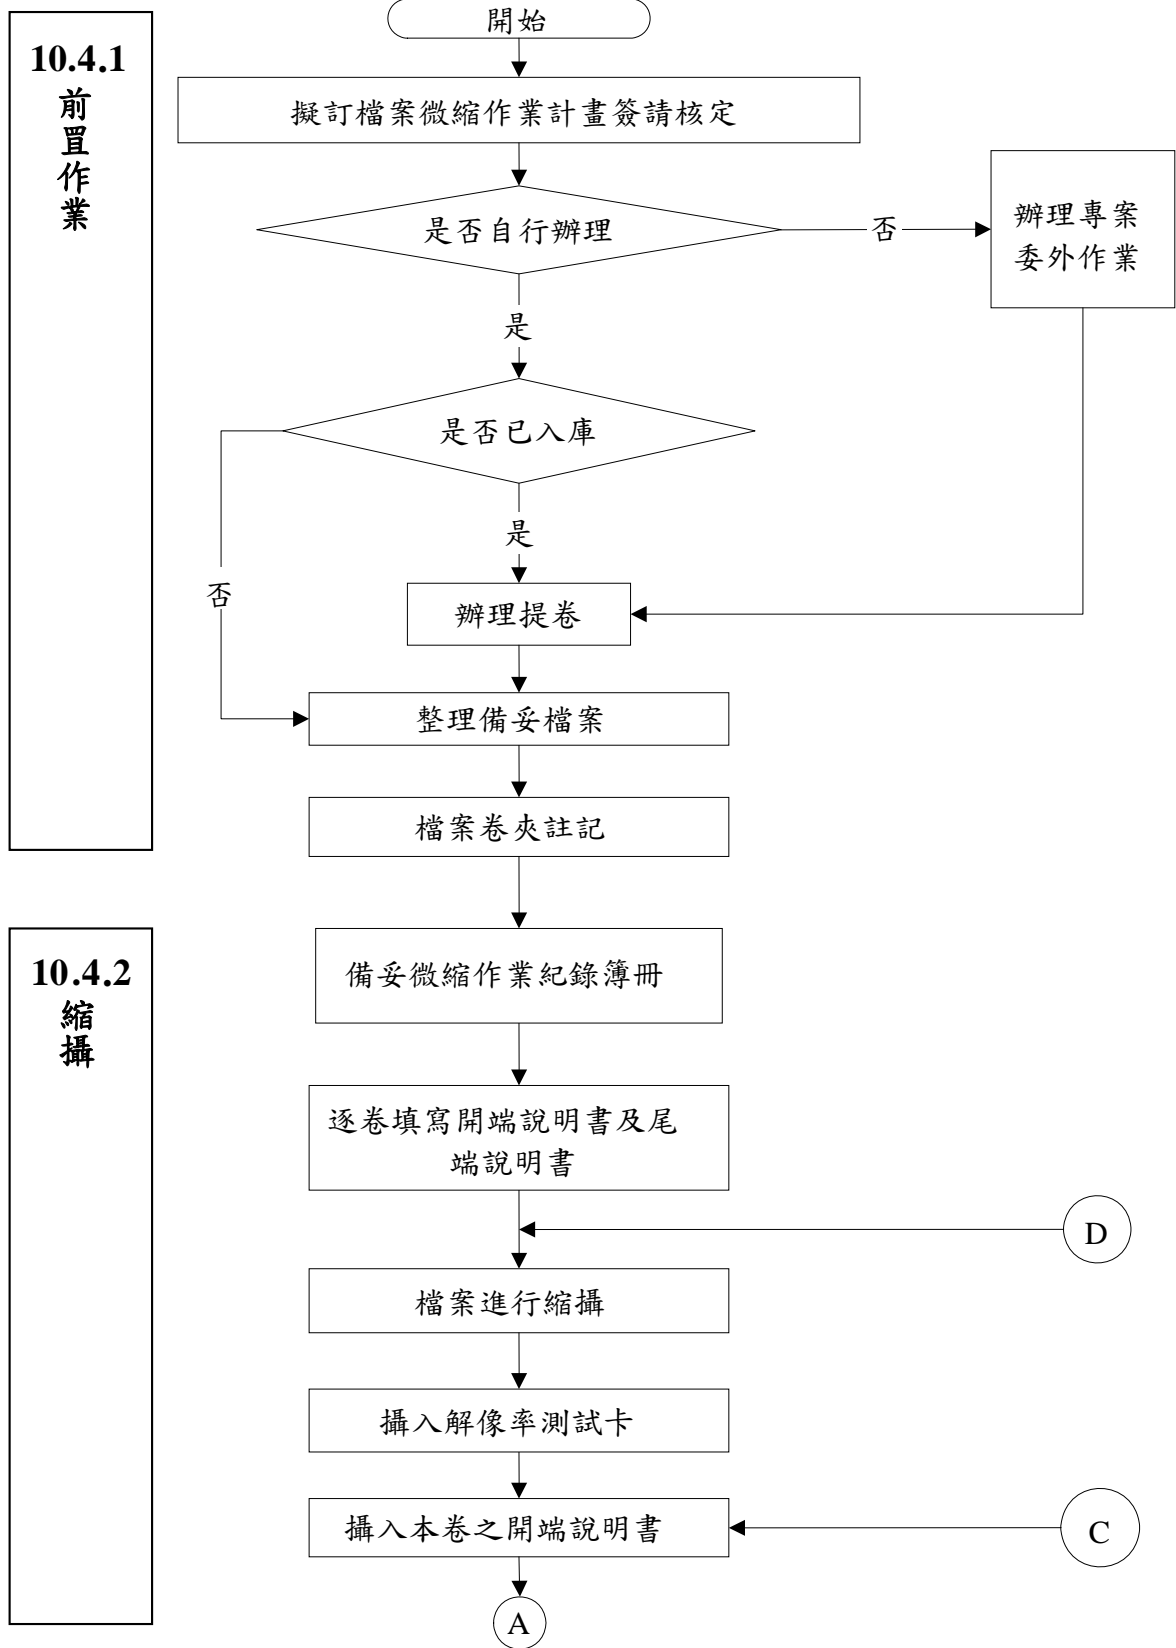 開始
10.4.1
前置作業
擬訂檔案微縮作業計畫簽請核定
是否自行辦理
否
辦理專案
委外作業
是
是否已入庫
是
否
辦理提卷
整理備妥檔案
檔案卷夾註記
10.4.2
縮攝
備妥微縮作業紀錄簿冊
逐卷填寫開端說明書及尾
端說明書
D
檔案進行縮攝
攝入解像率測試卡
攝入本卷之開端說明書
C
A